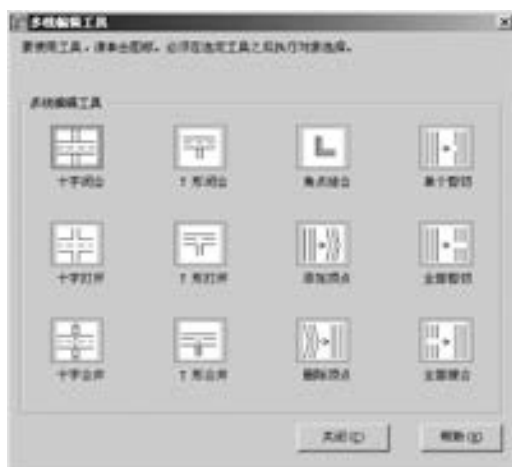 多线编辑工具
要使用工具，请单击图标。必须在选定工具之后执行对象选择。
多线编辑工具
十字闭合 T 形闭合 角点结合 单个剪切
十字打开 T 形打开 添加顶点 全部剪切
十字合并 T 形合并 删除顶点 全部接合
关闭(C) 帮助(H)